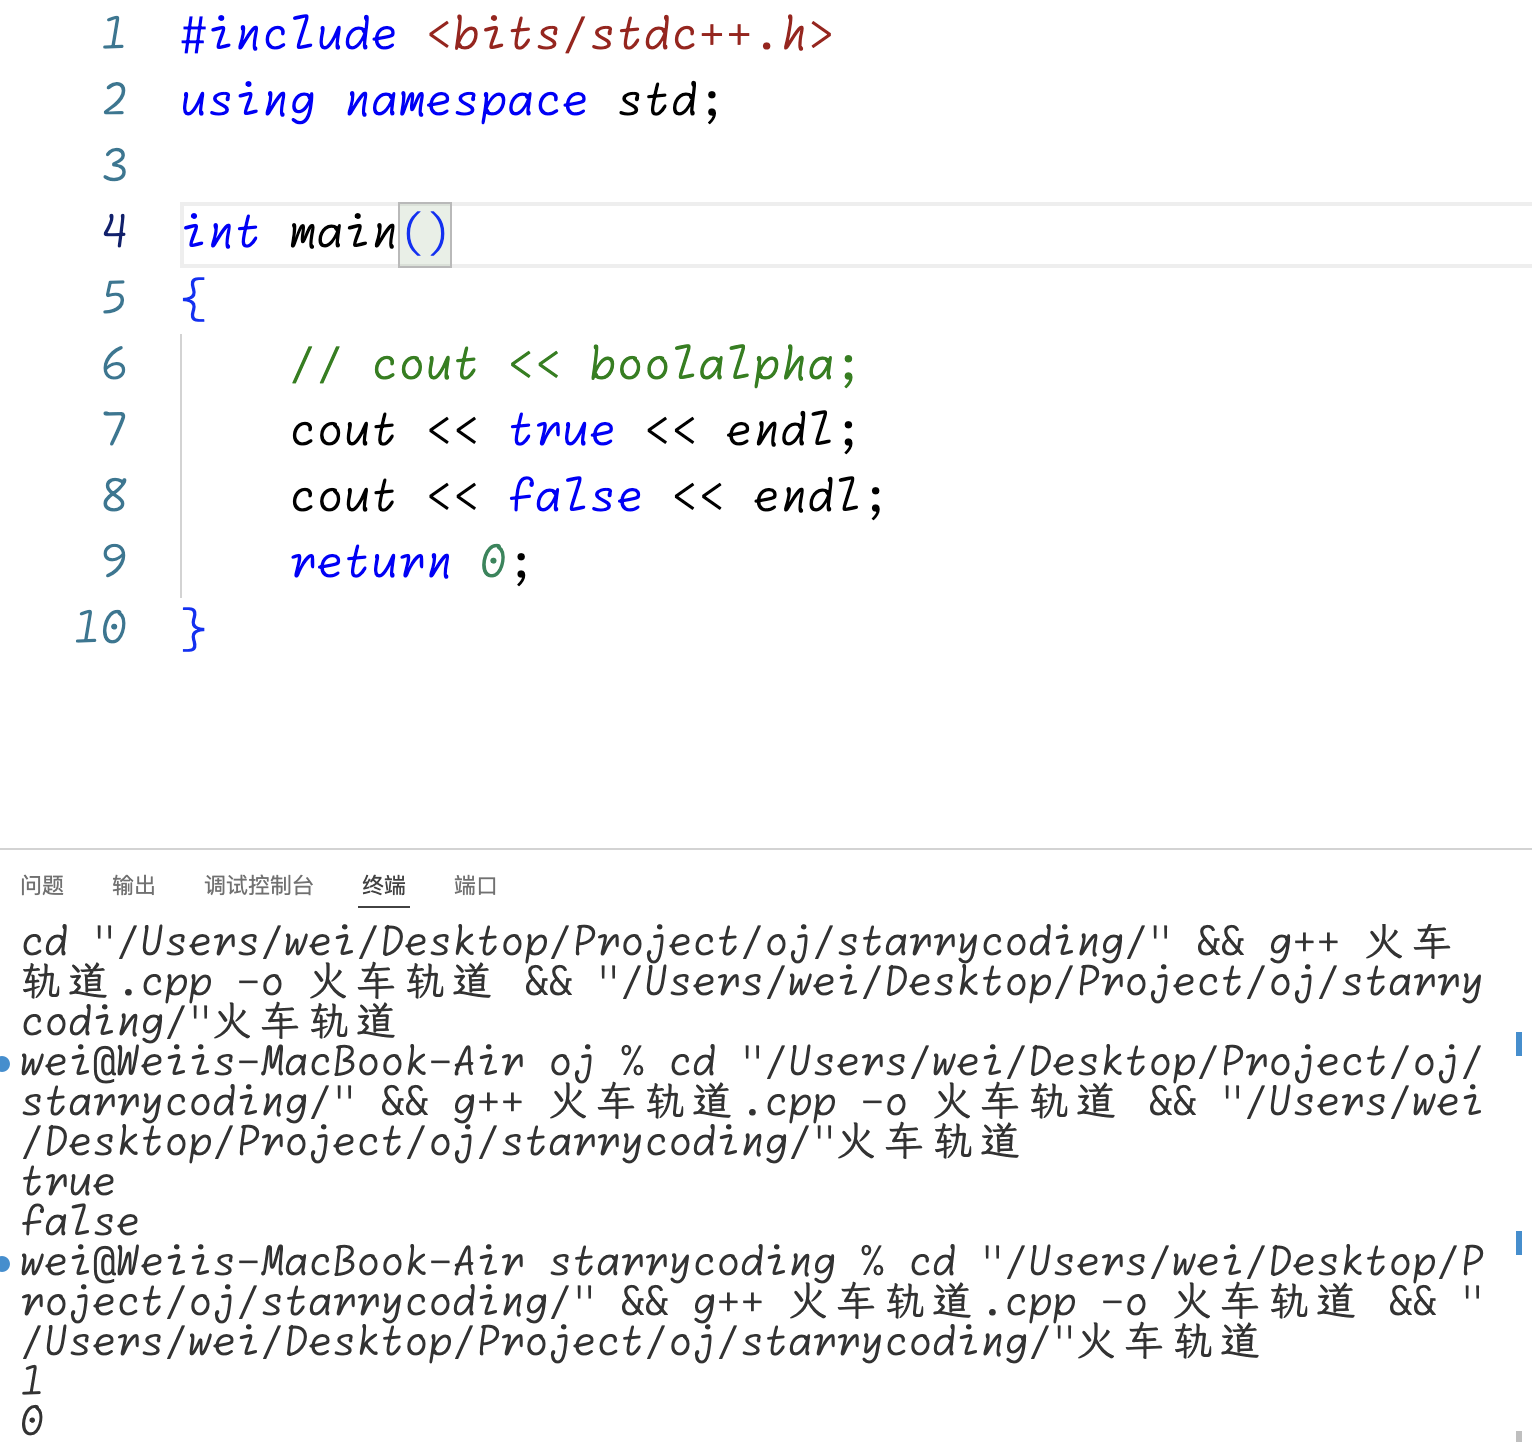 1 #include <bits/stdc++.h>
2 using namespace std;
3
4 int main()
5 {
6     // cout << boolalpha;
7     cout << true << endl;
8     cout << false << endl;
9     return 0;
10 }
问题 输出 调试控制台 终端 端口
cd "/Users/wei/Desktop/Project/oj/starrycoding/" && g++ 火车
轨道.cpp -o 火车轨道 && "/Users/wei/Desktop/Project/oj/starry
coding/"火车轨道
wei@Weiis-MacBook-Air oj % cd "/Users/wei/Desktop/Project/oj/
starrycoding/" && g++ 火车轨道.cpp -o 火车轨道 && "/Users/wei
/Desktop/Project/oj/starrycoding/"火车轨道
true
false
wei@Weiis-MacBook-Air starrycoding % cd "/Users/wei/Desktop/P
roject/oj/starrycoding/" && g++ 火车轨道.cpp -o 火车轨道 && "
/Users/wei/Desktop/Project/oj/starrycoding/"火车轨道
1
0